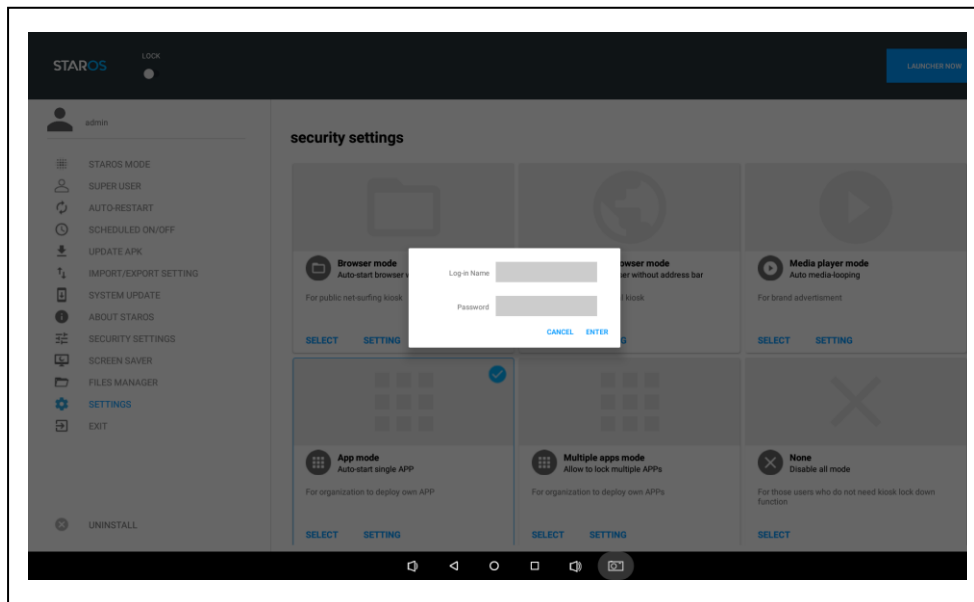 STAROS
LOCK
LAUNCHER NOW
admin
STAROS MODE
SUPER USER
AUTO-RESTART
SCHEDULED ON/OFF
UPDATE APK
IMPORT/EXPORT SETTING
SYSTEM UPDATE
ABOUT STAROS
SECURITY SETTINGS
SCREEN SAVER
FILES MANAGER
SETTINGS
EXIT
UNINSTALL
security settings
Browser mode
Auto-start browser
For public net-surfing kiosk
SELECT SETTING
mode
without address bar
kiosk
Media player mode
Auto media-looping
For brand advertisment
SELECT SETTING
Log-in Name
Password
CANCEL ENTER
App mode
Auto-start single APP
For organization to deploy own APP
SELECT SETTING
Multiple apps mode
Allow to lock multiple APPs
For organization to deploy own APPs
SELECT SETTING
None
Disable all mode
For those users who do not need kiosk lock down
function
SELECT